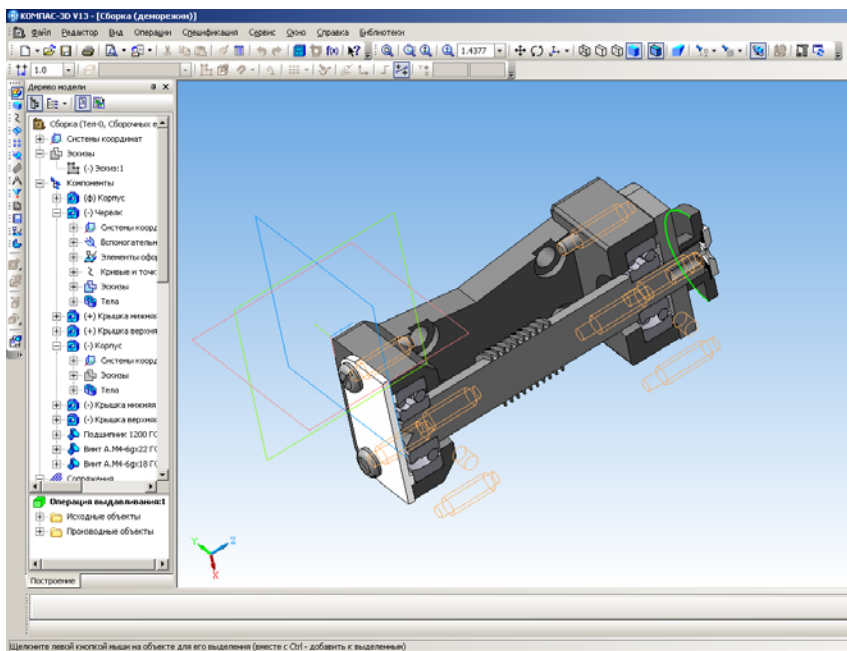 КОМПАС-3D V13 - [Сборка (деморежим)]
Файл Редактор Вид Операции Спецификация Сервис Окно Справка Библиотеки
1.4377
1.0
Дерево модели
Сборка (Тел-0, Сборочных е
Системы координат
Эскизы
(-) Эскиз:1
Компоненты
(ф) Корпус
(-) Червяк
Системы коорд
Вспомогательн
Элементы офор
Кривые и точк
Эскизы
Тела
(+) Крышка нижняя
(+) Крышка верхня
(-) Корпус
Системы коорд
Эскизы
Тела
(-) Крышка нижняя
(-) Крышка верхняя
Подшипник 1200 ГО
Винт А.М4-6gx22 ГО
Винт А.М4-6gx18 ГО
Сопряжения
Операция выдавливания:1
Исходные объекты
Производные объекты
Построение
Y Z
X
Щелкните левой кнопкой мыши на объекте для его выделения (вместе с Ctrl - добавить к выделенным)